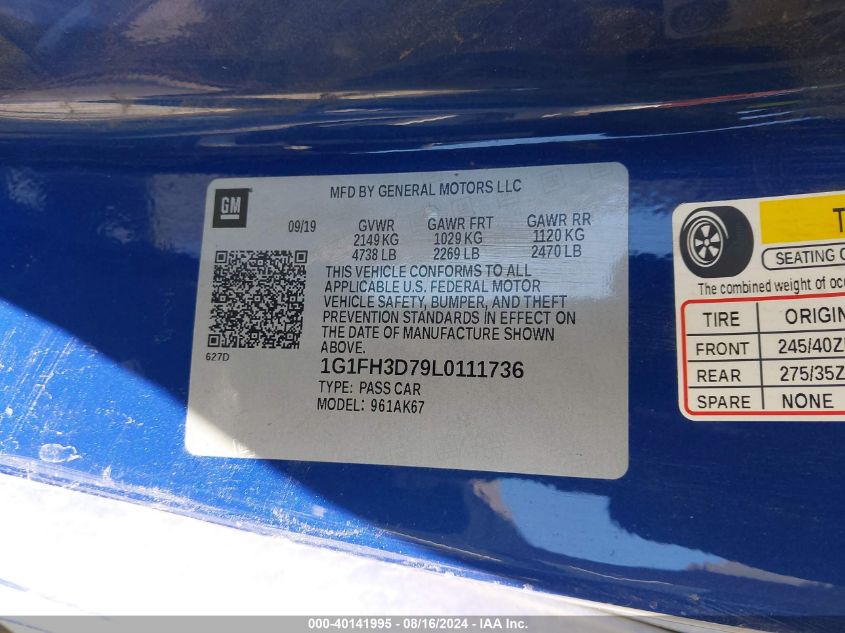 MFD BY GENERAL MOTORS LLC
GM
09/19 GVWR GAWR FRT GAWR RR
2149 KG 1029 KG 1120 KG
4738 LB 2269 LB 2470 LB
THIS VEHICLE CONFORMS TO ALL
APPLICABLE U.S. FEDERAL MOTOR
VEHICLE SAFETY, BUMPER, AND THEFT
PREVENTION STANDARDS IN EFFECT ON
THE DATE OF MANUFACTURE SHOWN
ABOVE.
627D
1G1FH3D79L0111736
TYPE: PASS CAR
MODEL: 961AK67
T
SEATING C
The combined weight of occ
TIRE ORIGIN
FRONT 245/40Z
REAR 275/35Z
SPARE NONE
000-40141995 - 08/16/2024 - IAA Inc.